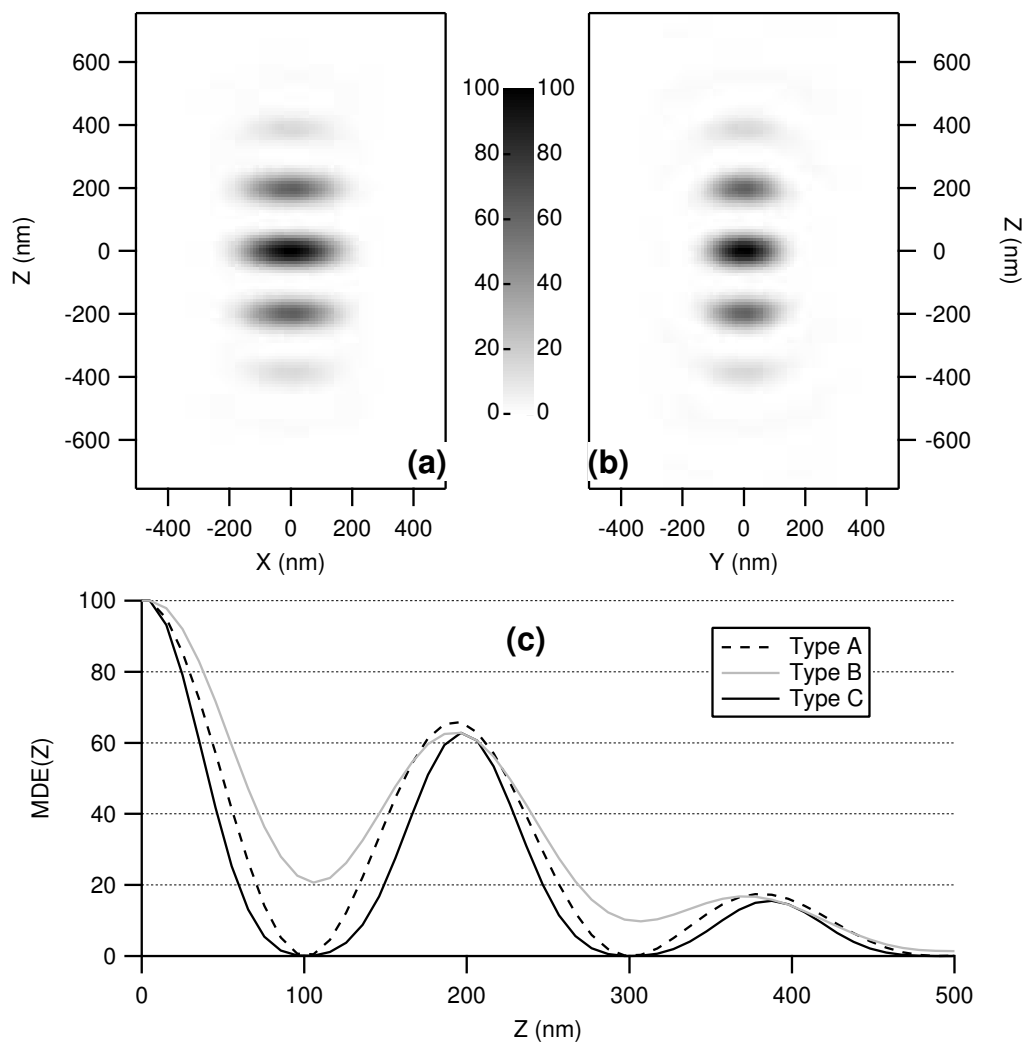 600
400
200
0
-200
-400
-600
Z (nm)
-400 -200 0 200 400
X (nm)
(a)
100 100
80 80
60 60
40 40
20 20
0 0
600
400
200
0
-200
-400
-600
Z (nm)
-400 -200 0 200 400
Y (nm)
(b)
100
80
60
40
20
0
MDE(Z)
(c)
Type A
Type B
Type C
0 100 200 300 400 500
Z (nm)